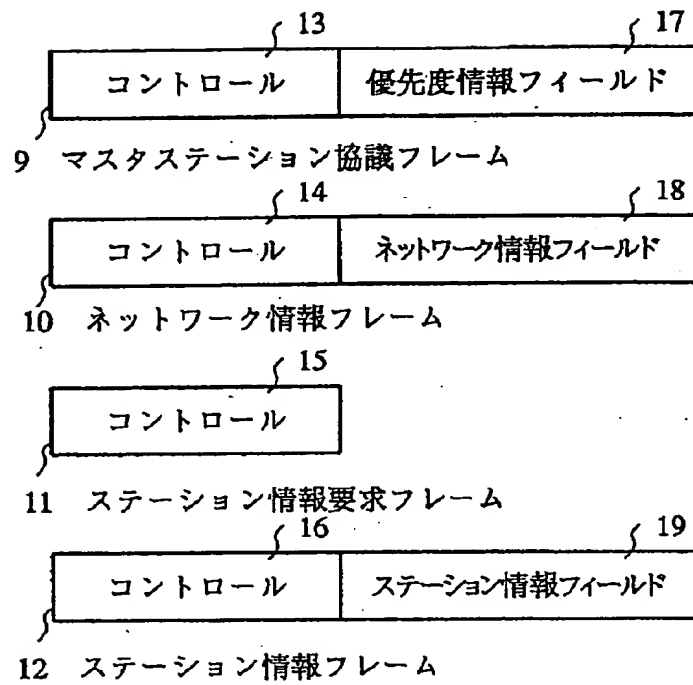 13 17
コントロール 優先度情報フィールド
9 マスタステーション協議フレーム
14 18
コントロール ネットワーク情報フィールド
10 ネットワーク情報フレーム
15
コントロール
11 ステーション情報要求フレーム
16 19
コントロール ステーション情報フィールド
12 ステーション情報フレーム